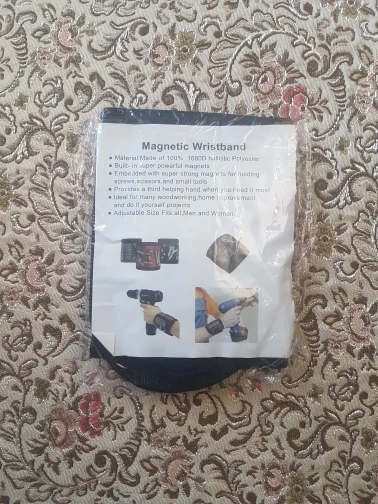 Magnetic Wristband
● Material:Made of 100% 1680D ballistic Polyester
● Built- in super powerful magnets
● Embedded with super strong magnets for holding
screws,scissors,and small tools
● Provides a third helping hand when you need it most
● Ideal for many woodworking,home improvement,
and do it yourself projects
● Adjustable Size Fits all,Men and Woman.